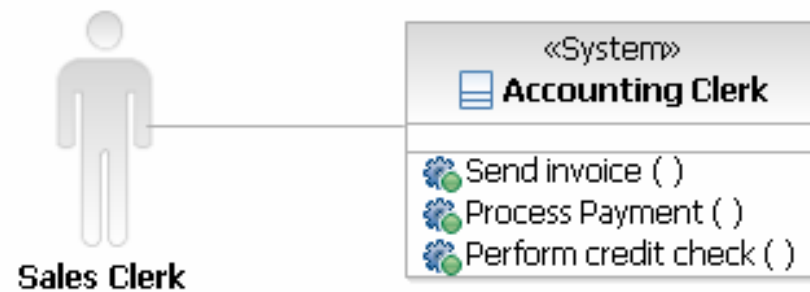 «System»
Accounting Clerk
Send invoice ( )
Process Payment ( )
Perform credit check ( )
Sales Clerk